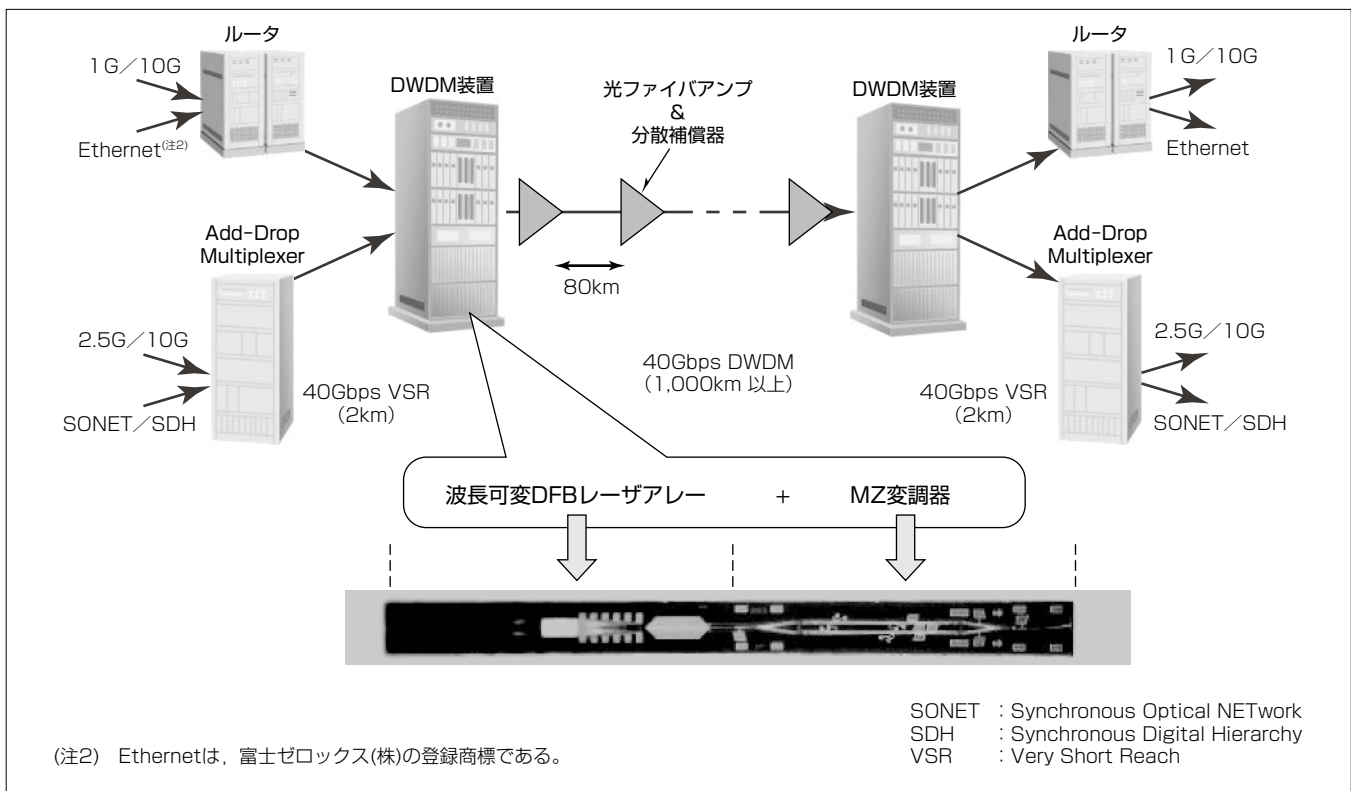 ルータ
1G／10G
Ethernet(注2)
DWDM装置
光ファイバアンプ
&
分散補償器
DWDM装置
ルータ
1G／10G
Ethernet
Add-Drop
Multiplexer
2.5G／10G
SONET／SDH
40Gbps VSR
（2km）
80km
40Gbps DWDM
（1,000km 以上）
Add-Drop
Multiplexer
40Gbps VSR
（2km）
2.5G／10G
SONET／SDH
波長可変DFBレーザアレー + MZ変調器
SONET : Synchronous Optical NETwork
SDH : Synchronous Digital Hierarchy
VSR : Very Short Reach
(注2) Ethernetは，富士ゼロックス(株)の登録商標である。